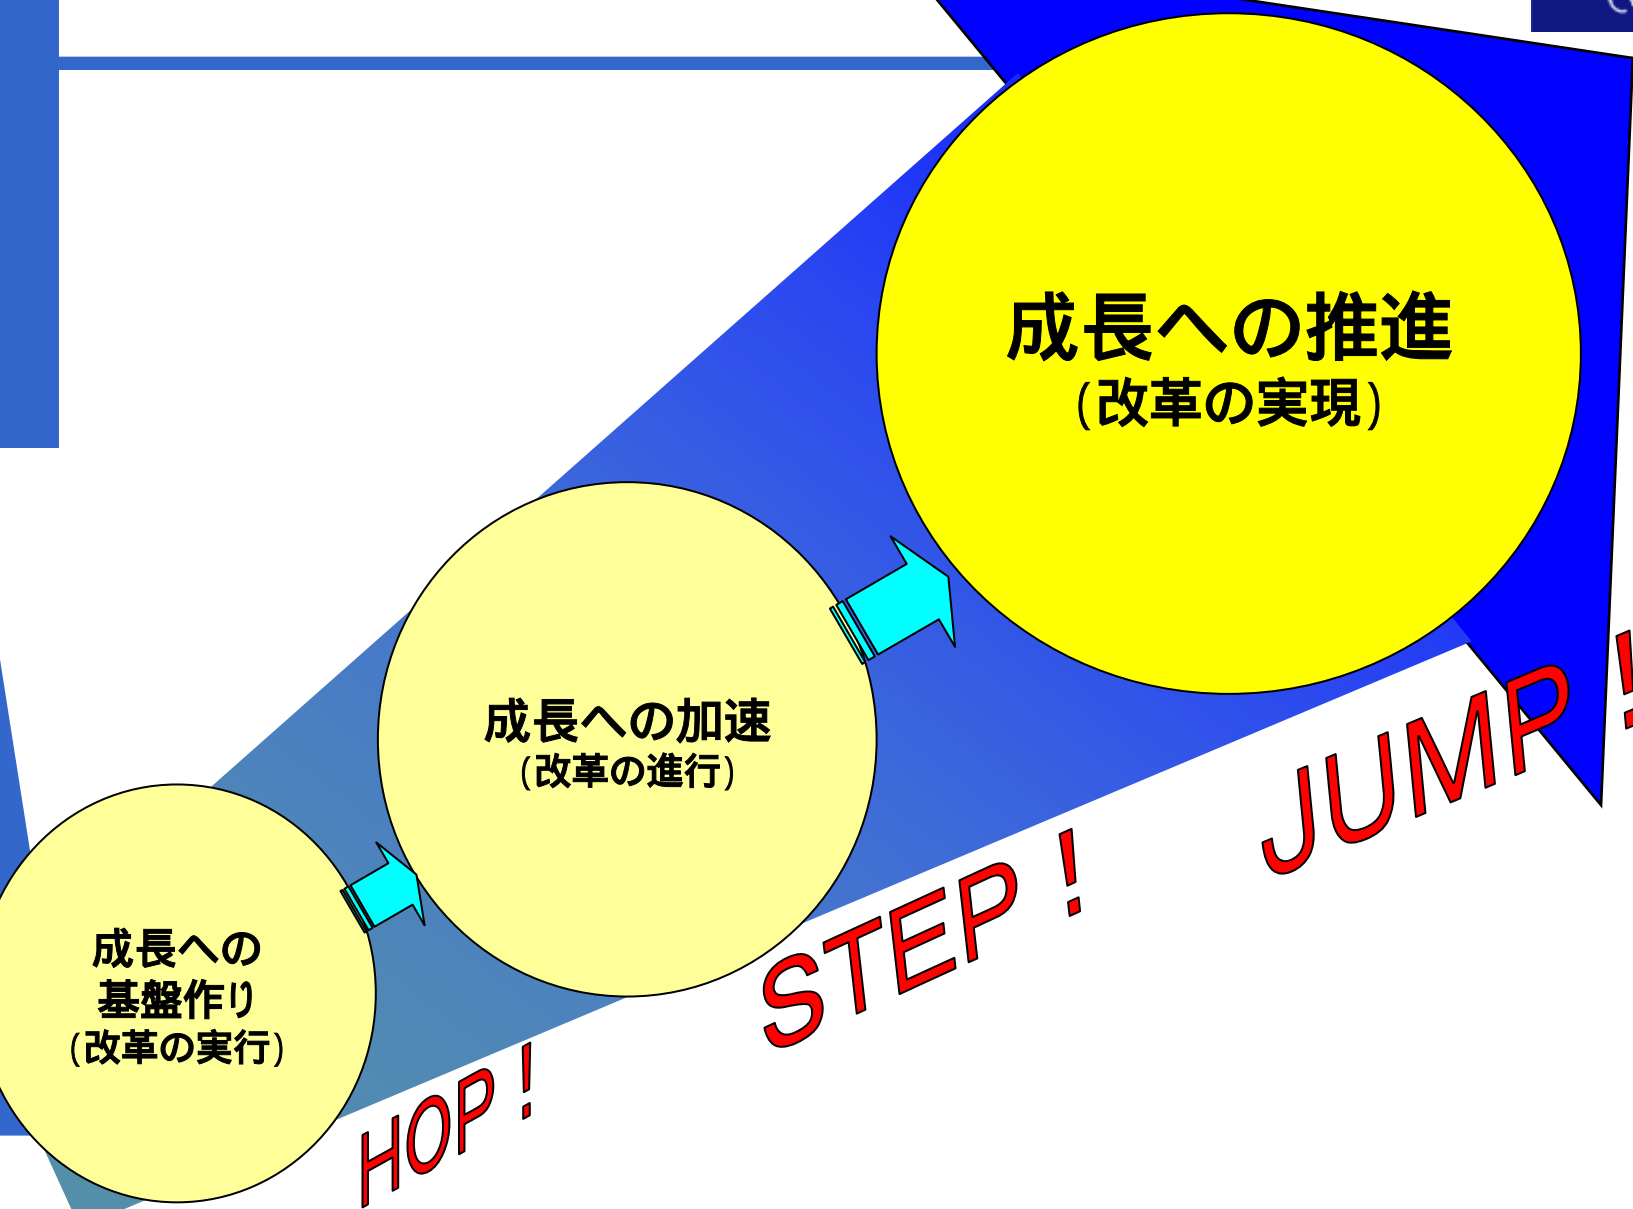 成長への推進
(改革の実現)
成長への加速
(改革の進行)
成長への
基盤作り
(改革の実行)
HOP！
STEP！
JUMP！